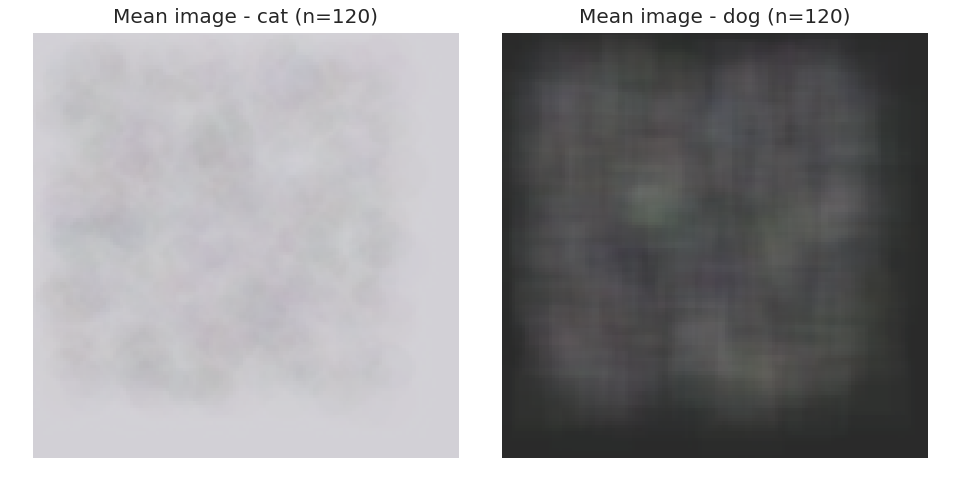 Mean image - cat (n=120)
Mean image - dog (n=120)